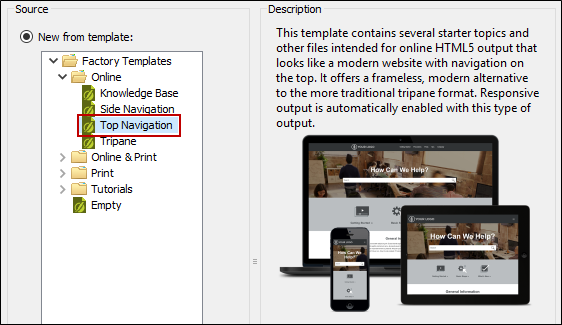 Source
New from template:
Factory Templates
Online
Knowledge Base
Side Navigation
Top Navigation
Tripane
Online & Print
Print
Tutorials
Empty
Description
This template contains several starter topics and
other files intended for online HTML5 output that
looks like a modern website with navigation on
the top. It offers a frameless, modern alternative
to the more traditional tripane format. Responsive
output is automatically enabled with this type of
output.
YOUR LOGO
How Can We Help?
How Can We Help?
How Can We Help?
General Information